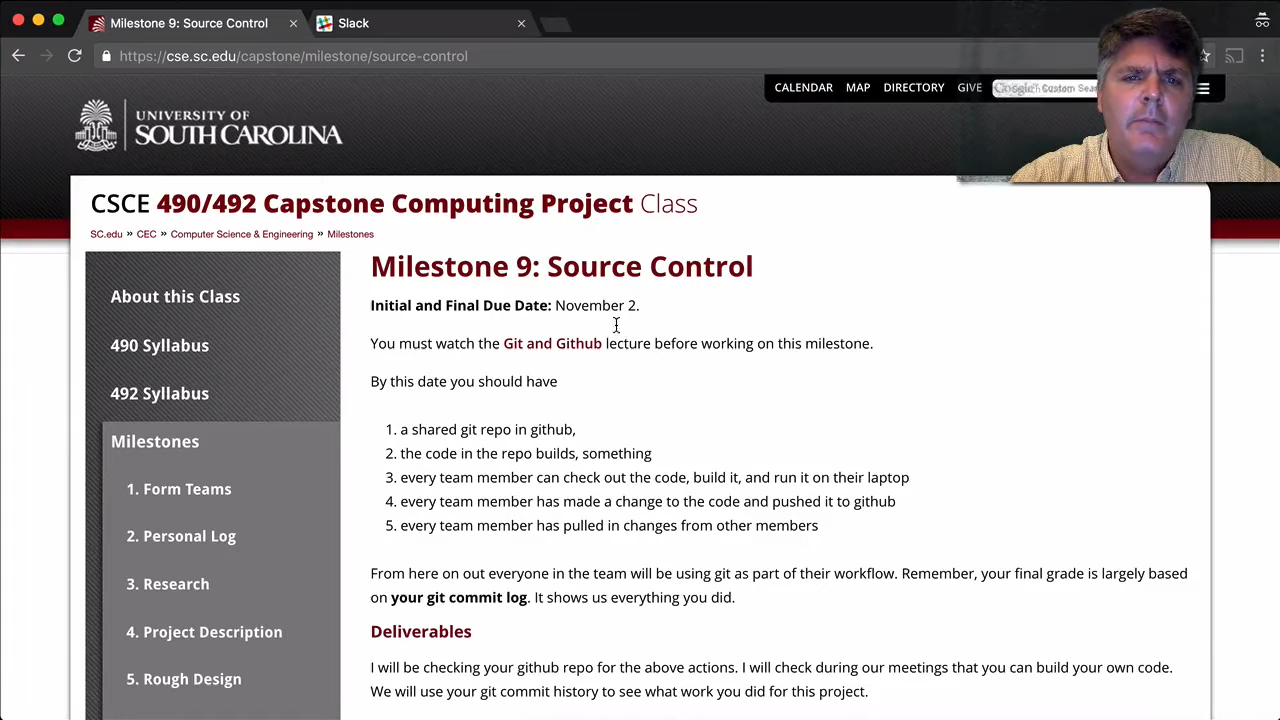 Milestone 9: Source Control
Slack
https://cse.sc.edu/capstone/milestone/source-control
CALENDAR MAP DIRECTORY GIVE
UNIVERSITY OF
SOUTH CAROLINA
CSCE 490/492 Capstone Computing Project Class
SC.edu » CEC » Computer Science & Engineering » Milestones
About this Class
490 Syllabus
492 Syllabus
Milestones
1. Form Teams
2. Personal Log
3. Research
4. Project Description
5. Rough Design
Milestone 9: Source Control
Initial and Final Due Date: November 2.
You must watch the Git and Github lecture before working on this milestone.
By this date you should have
1. a shared git repo in github,
2. the code in the repo builds, something
3. every team member can check out the code, build it, and run it on their laptop
4. every team member has made a change to the code and pushed it to github
5. every team member has pulled in changes from other members
From here on out everyone in the team will be using git as part of their workflow. Remember, your final grade is largely based
on your git commit log. It shows us everything you did.
Deliverables
I will be checking your github repo for the above actions. I will check during our meetings that you can build your own code.
We will use your git commit history to see what work you did for this project.